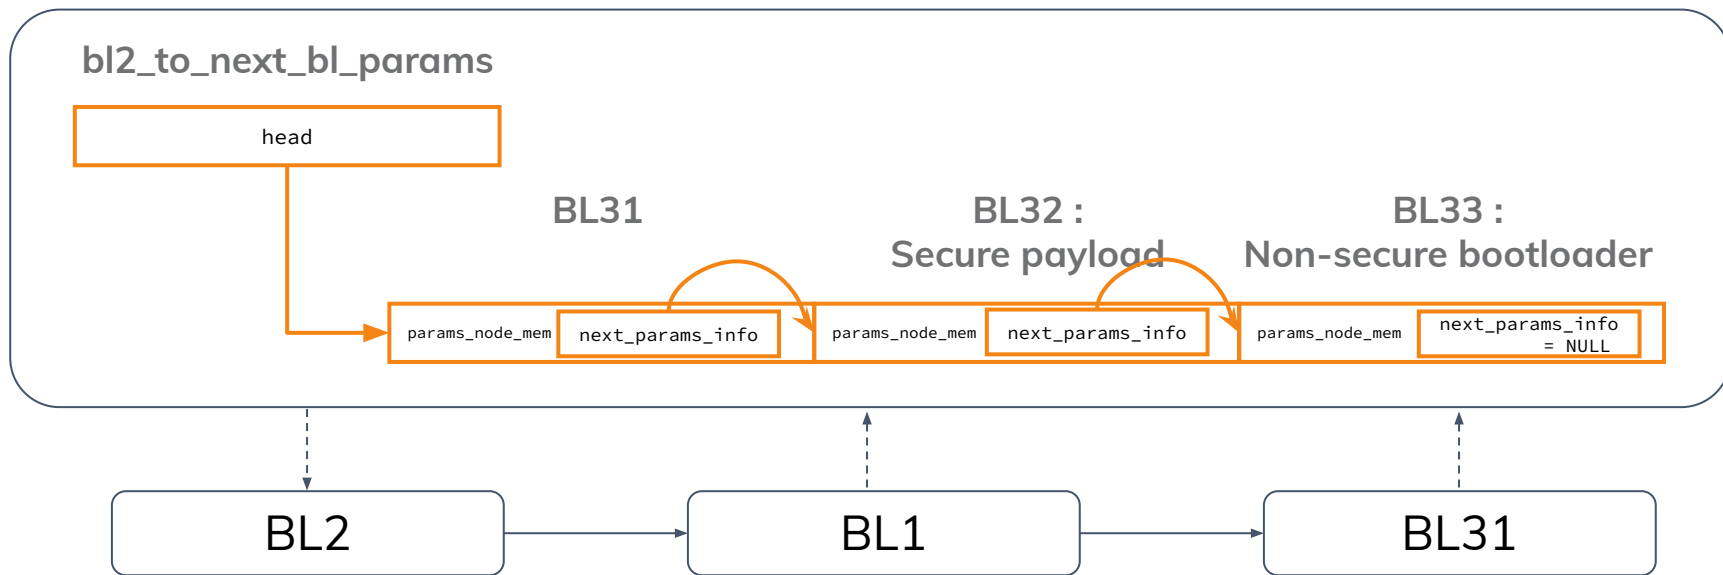 bl2_to_next_bl_params
head
BL31
BL32 :
Secure payload
BL33 :
Non-secure bootloader
params_node_mem
next_params_info
params_node_mem
next_params_info
params_node_mem
next_params_info
= NULL
BL2
BL1
BL31